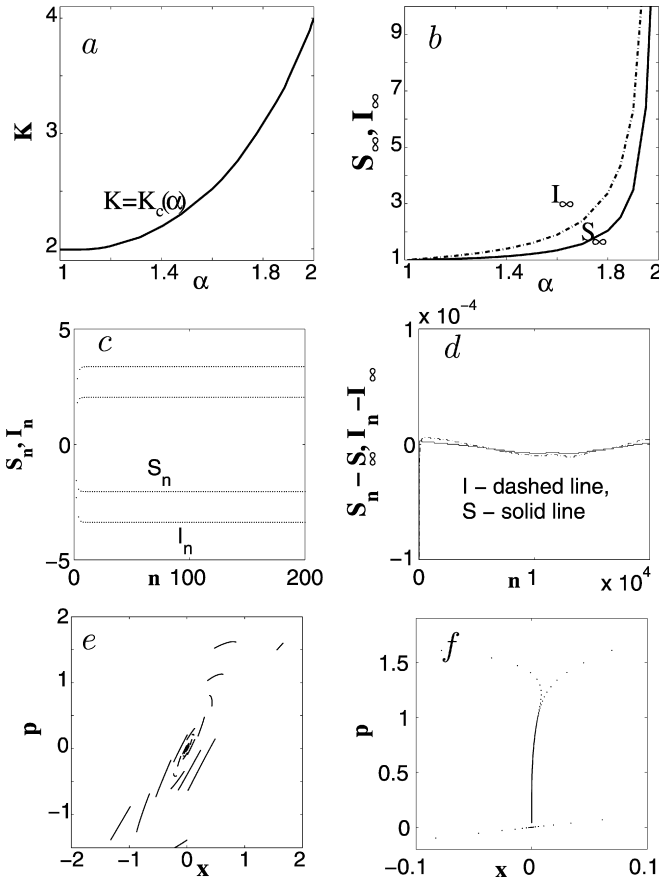 4
a
3
K
K=K_c(α)
2
1
1.4
1.8
2
α
b
9
7
5
3
1
S_∞, I_∞
I_∞
S_∞
1
1.4
1.8
2
α
5
c
0
S_n, I_n
S_n
I_n
−5
0
100
200
n
x 10^-4
1
d
0
S_n − S_∞, I_n − I_∞
I − dashed line,
S − solid line
−1
0
1
2
n
x 10^4
2
e
1
0
p
−1
−2
−1
0
1
2
x
f
1.5
1
p
0.5
0
−0.1
0
0.1
x